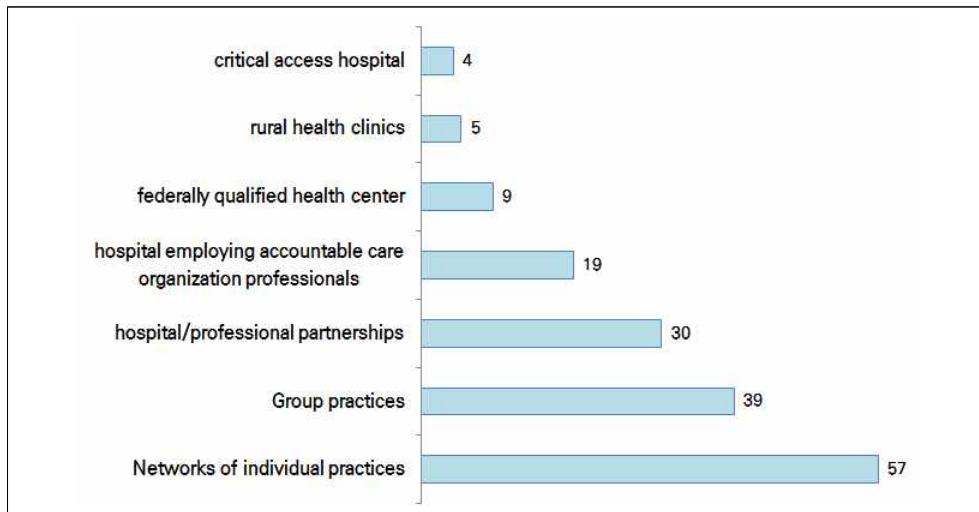 critical access hospital 4
rural health clinics 5
federally qualified health center 9
hospital employing accountable care
organization professionals 19
hospital/professional partnerships 30
Group practices 39
Networks of individual practices 57